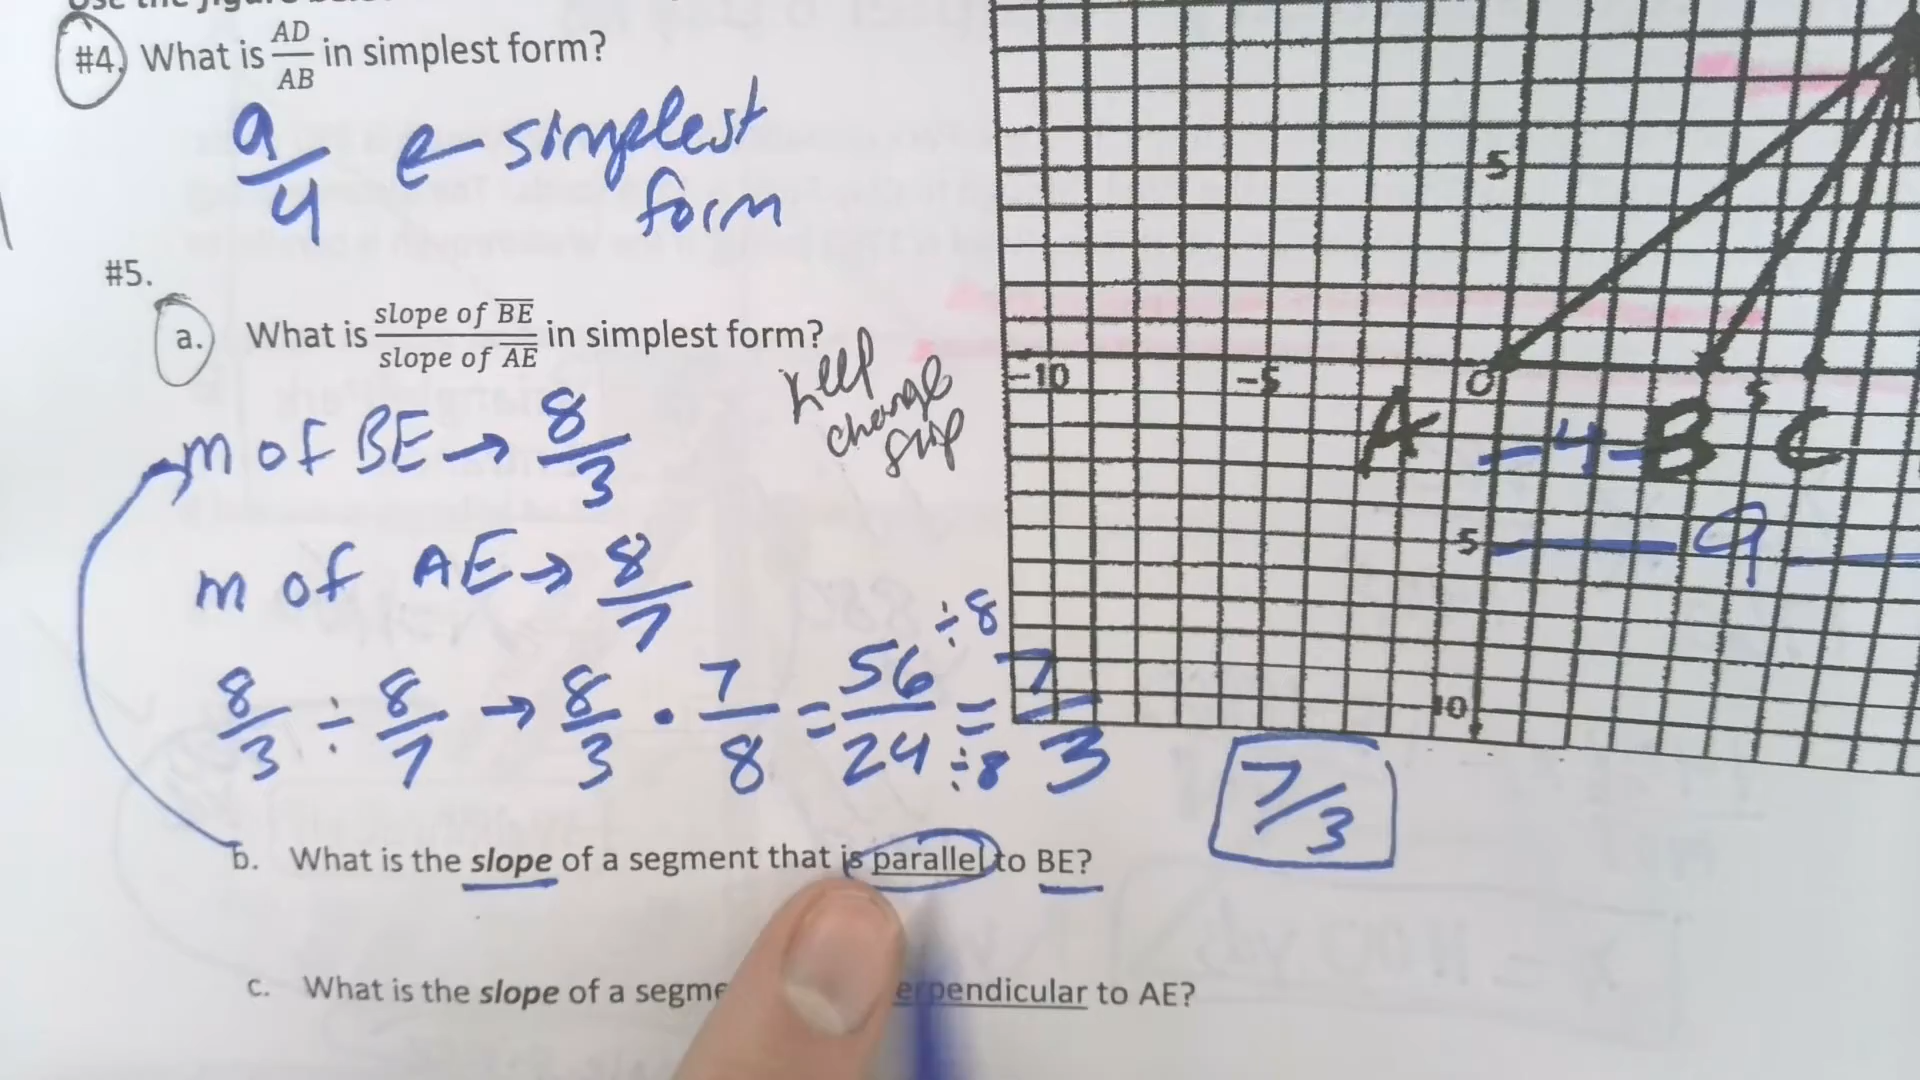 #4. What is AD/AB in simplest form?
9/4 ← simplest
form
#5.
a. What is slope of BE/slope of AE in simplest form?
keep
change
flip
m of BE → 8/3
m of AE → 8/7
8/3 ÷ 8/7 → 8/3 · 7/8 = 56/24 ÷8/÷8 = 7/3
7/3
b. What is the slope of a segment that is parallel to BE?
c. What is the slope of a to AE?
5
-10 -5 0 5
A 4 B C
5 9
10